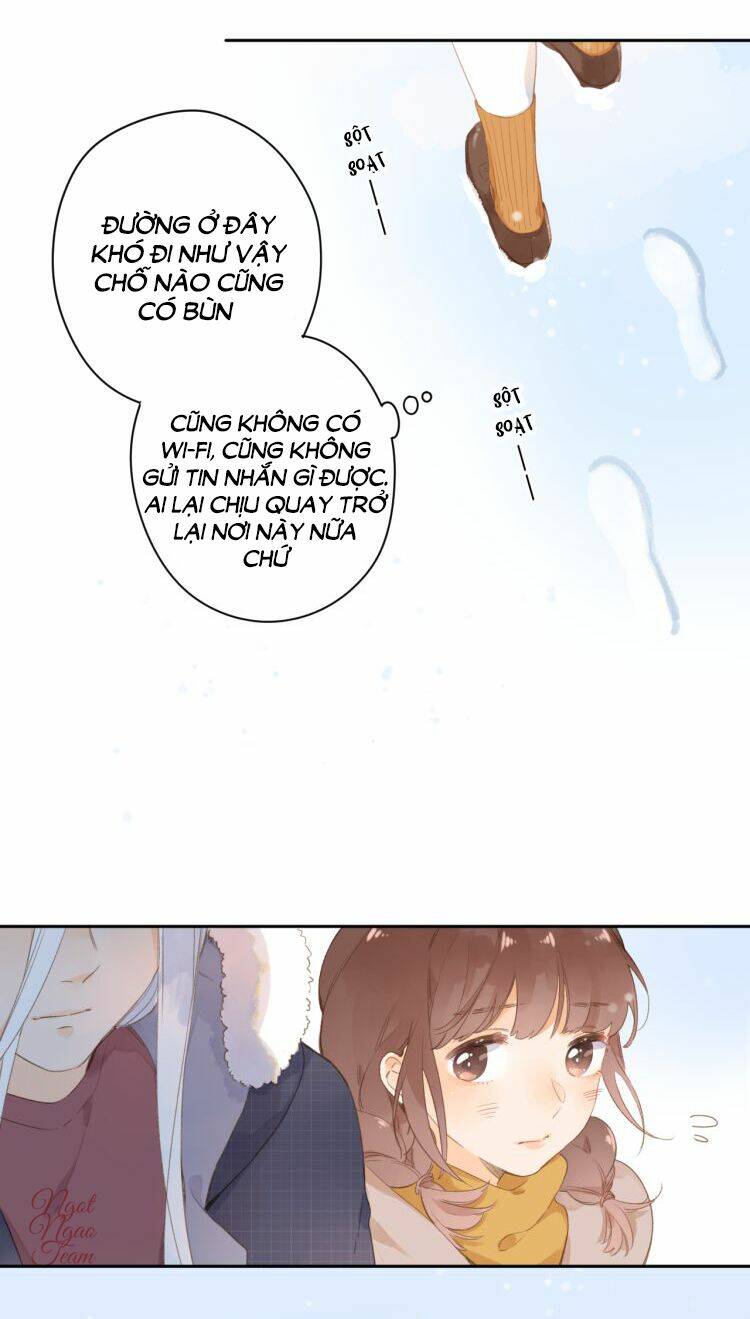 SỘT
SOẠT
ĐƯỜNG Ở ĐÂY
KHÓ ĐI NHƯ VẬY
CHỖ NÀO CŨNG
CÓ BÙN
SỘT
SOẠT
CŨNG KHÔNG CÓ
WI-FI, CŨNG KHÔNG
GỬI TIN NHẮN GÌ ĐƯỢC.
AI LẠI CHỊU QUAY TRỞ
LẠI NƠI NÀY NỮA
CHỨ
Ngot
Ngao
Team